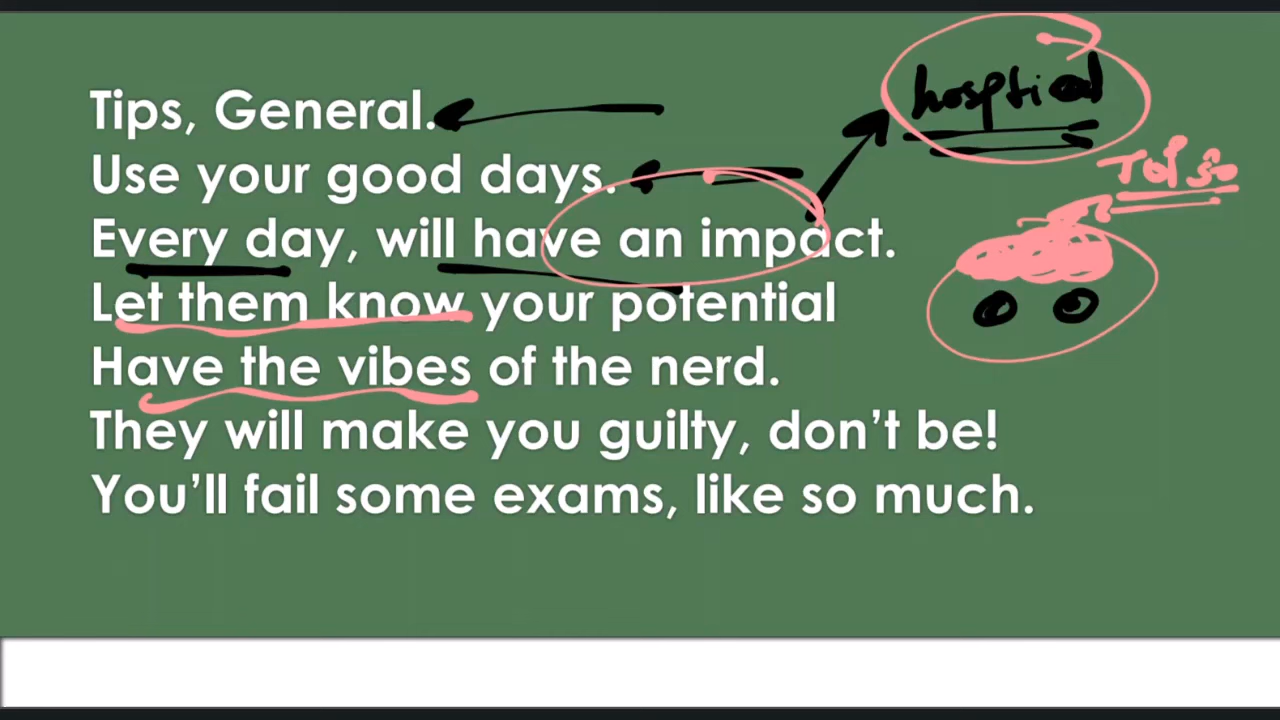 Tips, General.
hosptical
Use your good days.
Every day, will have an impact.
Let them know your potential
Have the vibes of the nerd.
They will make you guilty, don't be!
You'll fail some exams, like so much.